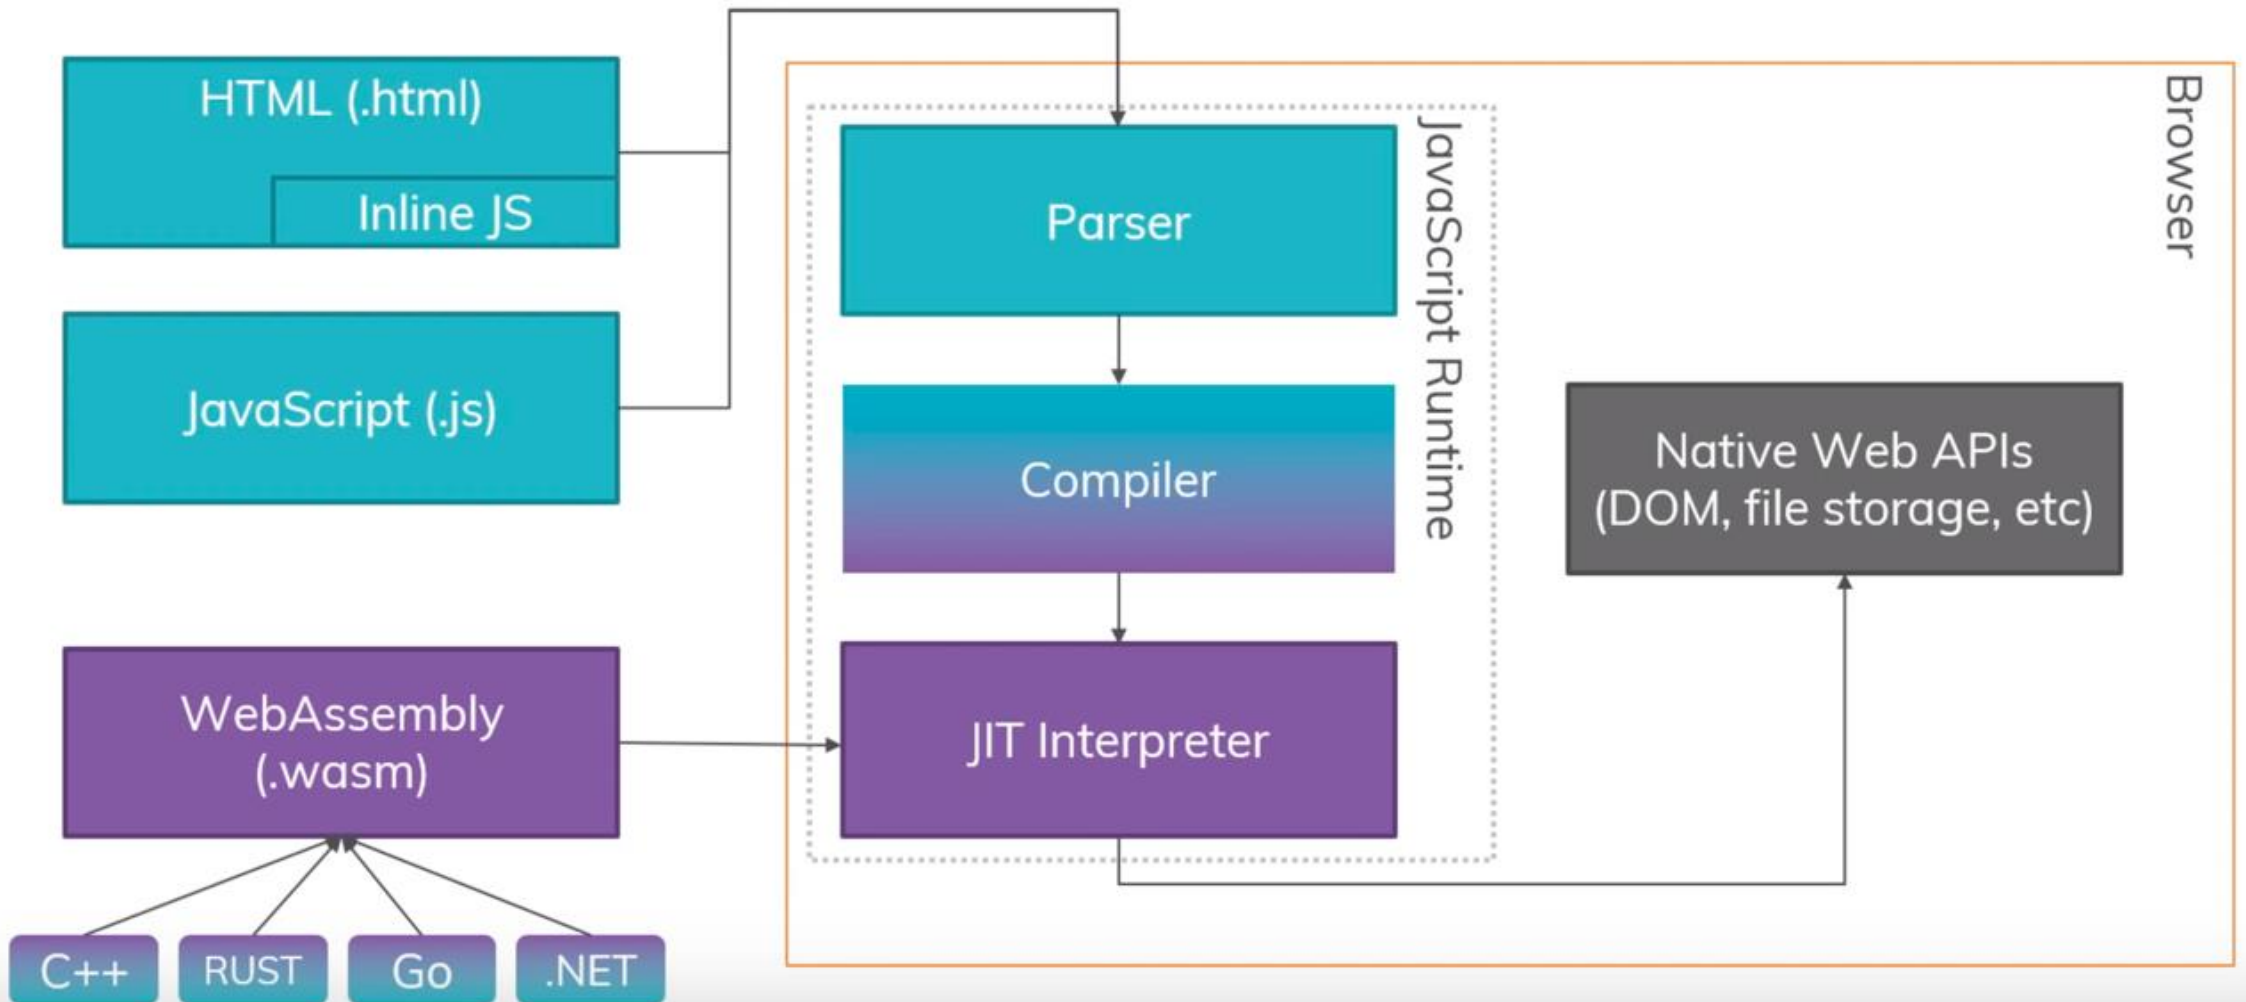 HTML (.html)
Inline JS
JavaScript (.js)
WebAssembly
(.wasm)
C++
RUST
Go
.NET
Parser
Compiler
JIT Interpreter
JavaScript Runtime
Native Web APIs
(DOM, file storage, etc)
Browser